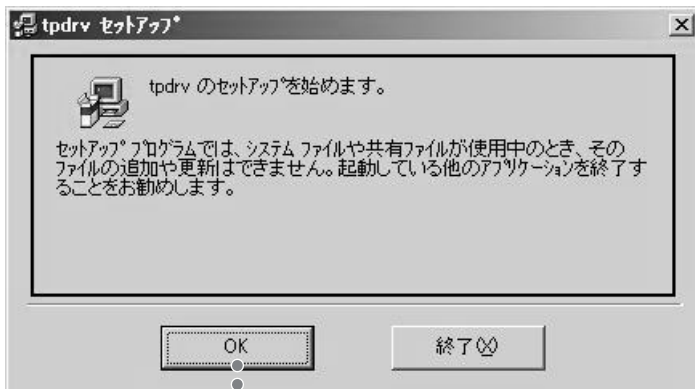 tpdrv ｾｯﾄｱｯﾌﾟ
tpdrv のｾｯﾄｱｯﾌﾟを始めます。
ｾｯﾄｱｯﾌﾟ ﾌﾟﾛｸﾞﾗﾑでは、ｼｽﾃﾑ ﾌｧｲﾙや共有ﾌｧｲﾙが使用中のとき、その
ﾌｧｲﾙの追加や更新はできません。起動している他のｱﾌﾟﾘｹｰｼｮﾝを終了す
ることをお勧めします。
OK
終了(X)